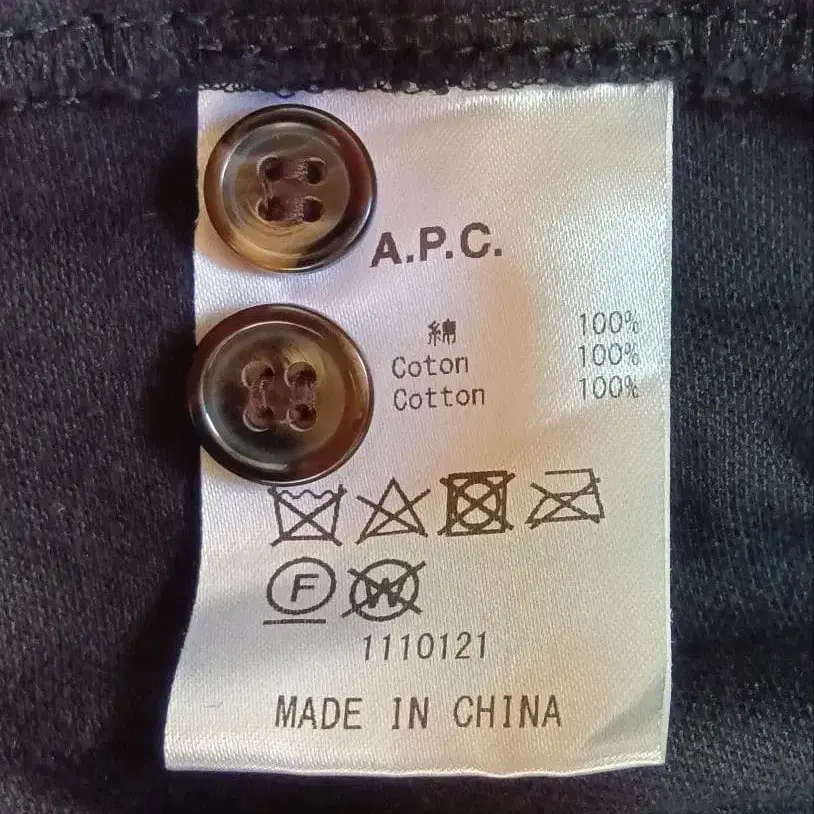 A.P.C.
綿 100%
Coton 100%
Cotton 100%
F W
1110121
MADE IN CHINA